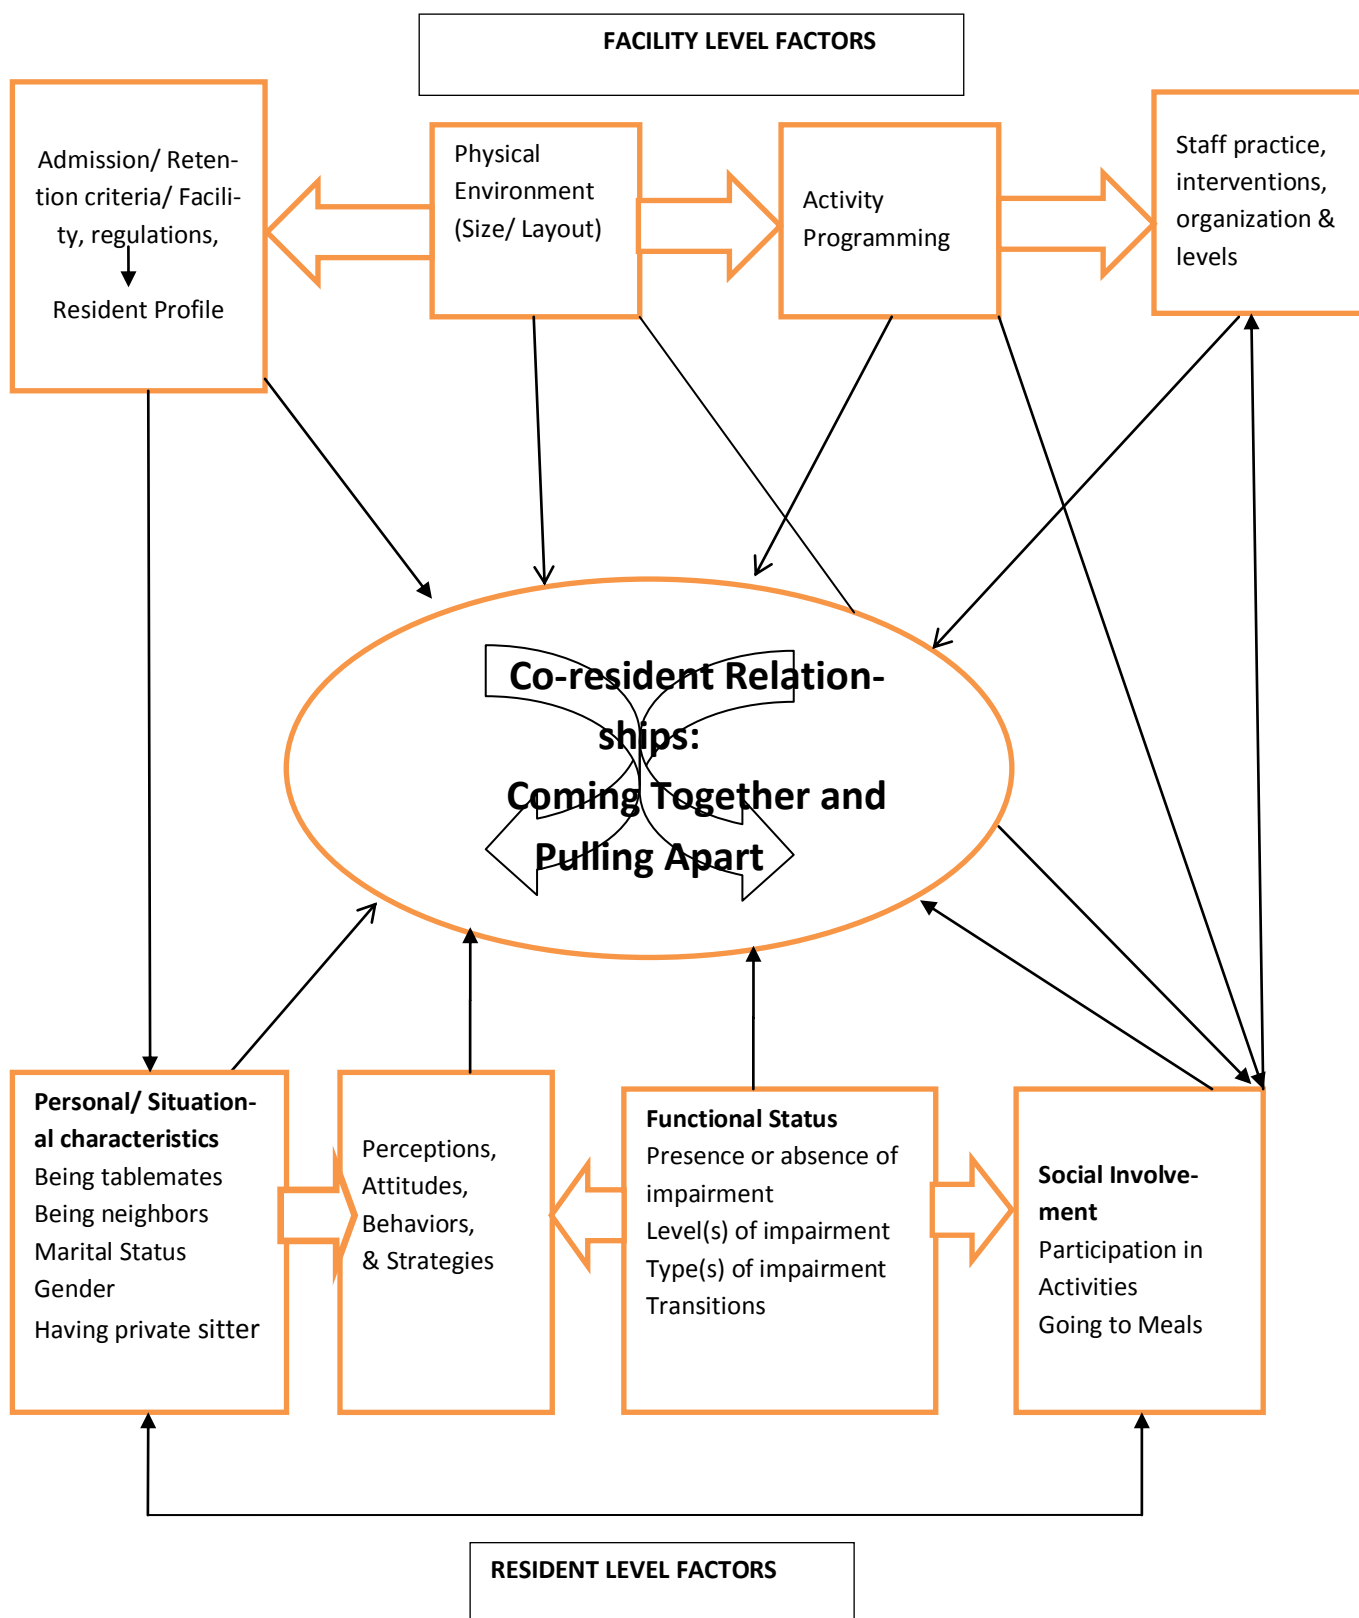 FACILITY LEVEL FACTORS
Admission/ Reten-
tion criteria/ Facili-
ty, regulations,
Resident Profile
Physical
Environment
(Size/ Layout)
Activity
Programming
Staff practice,
interventions,
organization &
levels
Co-resident Relation-
ships:
Coming Together and
Pulling Apart
Personal/ Situation-
al characteristics
Being tablemates
Being neighbors
Marital Status
Gender
Having private sitter
Perceptions,
Attitudes,
Behaviors,
& Strategies
Functional Status
Presence or absence of
impairment
Level(s) of impairment
Type(s) of impairment
Transitions
Social Involve-
ment
Participation in
Activities
Going to Meals
RESIDENT LEVEL FACTORS